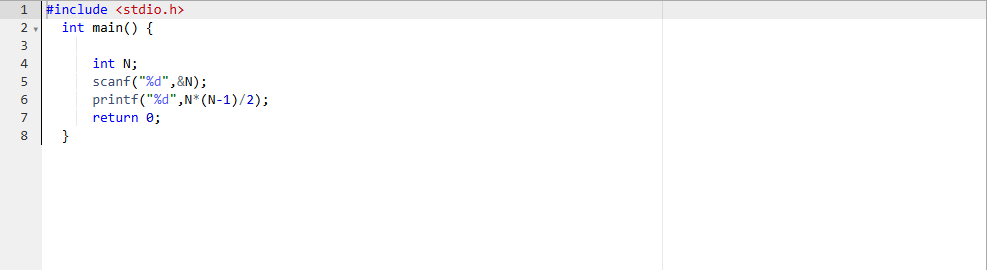 1 #include <stdio.h>
2 int main() {
3
4 int N;
5 scanf("%d",&N);
6 printf("%d",N*(N-1)/2);
7 return 0;
8 }